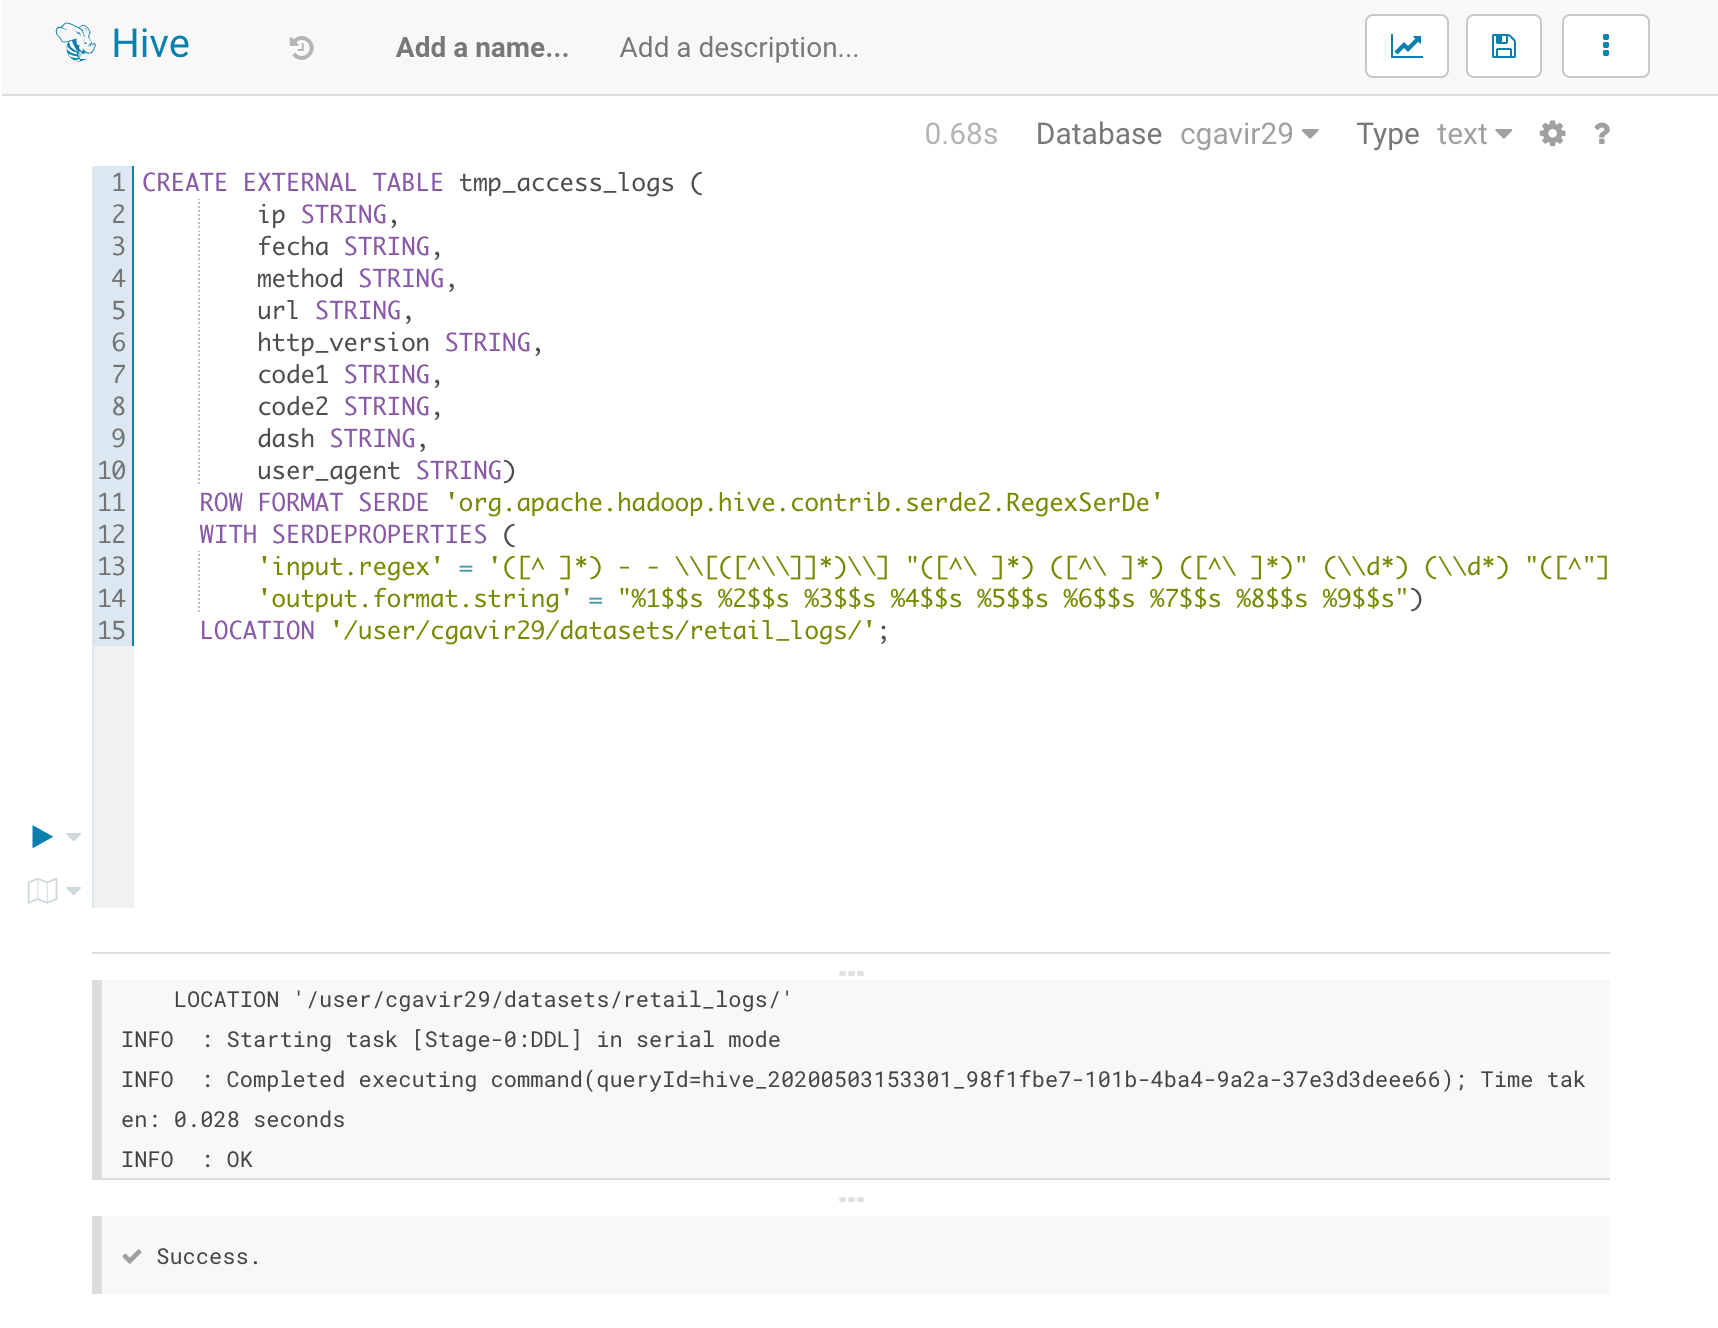 Hive Add a name... Add a description...
0.68s Database cgavir29 Type text ?
1 CREATE EXTERNAL TABLE tmp_access_logs (
2 ip STRING,
3 fecha STRING,
4 method STRING,
5 url STRING,
6 http_version STRING,
7 code1 STRING,
8 code2 STRING,
9 dash STRING,
10 user_agent STRING)
11 ROW FORMAT SERDE 'org.apache.hadoop.hive.contrib.serde2.RegexSerDe'
12 WITH SERDEPROPERTIES (
13 'input.regex' = '([^ ]*) - - \\[([^\\]]*)\\] "([^\ ]*) ([^\ ]*) ([^\ ]*)" (\\d*) (\\d*) "([^"]
14 'output.format.string' = "%1$$s %2$$s %3$$s %4$$s %5$$s %6$$s %7$$s %8$$s %9$$s")
15 LOCATION '/user/cgavir29/datasets/retail_logs/';
LOCATION '/user/cgavir29/datasets/retail_logs/'
INFO : Starting task [Stage-0:DDL] in serial mode
INFO : Completed executing command(queryId=hive_20200503153301_98f1fbe7-101b-4ba4-9a2a-37e3d3deee66); Time tak
en: 0.028 seconds
INFO : OK
Success.